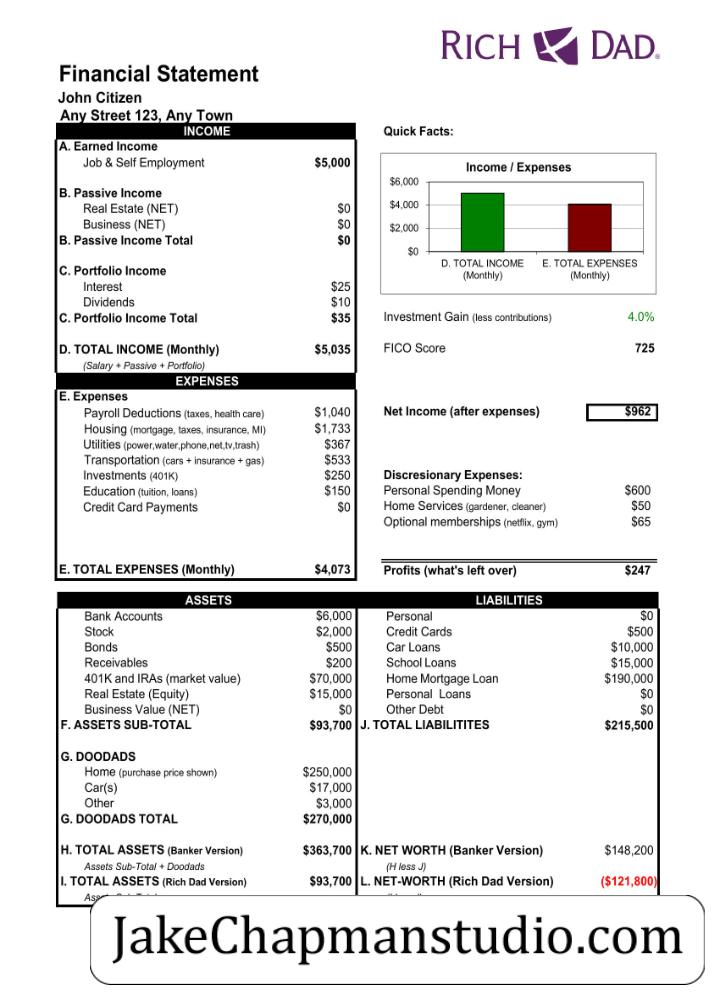 RICH DAD®
Financial Statement
John Citizen
Any Street 123, Any Town
INCOME
A. Earned Income
Job & Self Employment $5,000
B. Passive Income
Real Estate (NET) $0
Business (NET) $0
B. Passive Income Total $0
C. Portfolio Income
Interest $25
Dividends $10
C. Portfolio Income Total $35
D. TOTAL INCOME (Monthly) $5,035
(Salary + Passive + Portfolio)
Quick Facts:
Income / Expenses
$6,000
$4,000
$2,000
$0
D. TOTAL INCOME (Monthly)
E. TOTAL EXPENSES (Monthly)
Investment Gain (less contributions) 4.0%
FICO Score 725
EXPENSES
E. Expenses
Payroll Deductions (taxes, health care) $1,040
Housing (mortgage, taxes, insurance, MI) $1,733
Utilities (power,water,phone,net,tv,trash) $367
Transportation (cars + insurance + gas) $533
Investments (401K) $250
Education (tuition, loans) $150
Credit Card Payments $0
E. TOTAL EXPENSES (Monthly) $4,073
Net Income (after expenses) $962
Discresionary Expenses:
Personal Spending Money $600
Home Services (gardener, cleaner) $50
Optional memberships (netflix, gym) $65
Profits (what's left over) $247
ASSETS
Bank Accounts $6,000
Stock $2,000
Bonds $500
Receivables $200
401K and IRAs (market value) $70,000
Real Estate (Equity) $15,000
Business Value (NET) $0
F. ASSETS SUB-TOTAL $93,700
G. DOODADS
Home (purchase price shown) $250,000
Car(s) $17,000
Other $3,000
G. DOODADS TOTAL $270,000
H. TOTAL ASSETS (Banker Version) $363,700
Assets Sub-Total + Doodads
I. TOTAL ASSETS (Rich Dad Version) $93,700
LIABILITIES
Personal $0
Credit Cards $500
Car Loans $10,000
School Loans $15,000
Home Mortgage Loan $190,000
Personal Loans $0
Other Debt $0
J. TOTAL LIABILITITES $215,500
K. NET WORTH (Banker Version) $148,200
(H less J)
L. NET-WORTH (Rich Dad Version) ($121,800)
JakeChapmanstudio.com